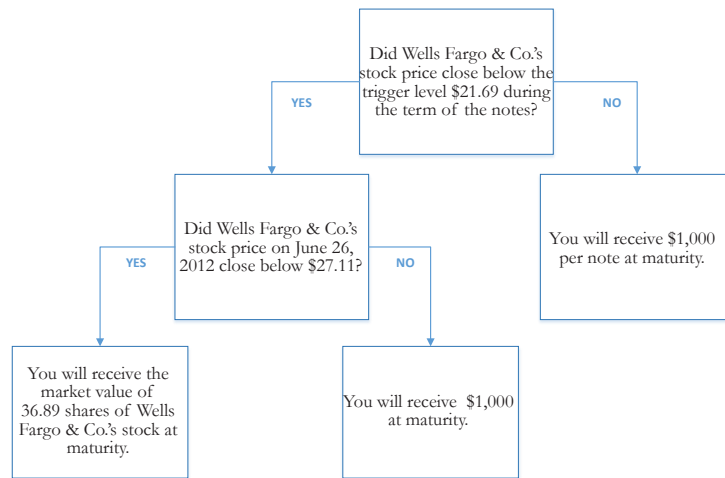 Did Wells Fargo & Co.'s
stock price close below the
trigger level $21.69 during
the term of the notes?
YES
NO
Did Wells Fargo & Co.'s
stock price on June 26,
2012 close below $27.11?
You will receive $1,000
per note at maturity.
YES
NO
You will receive the
market value of
36.89 shares of Wells
Fargo & Co.'s stock at
maturity.
You will receive $1,000
at maturity.